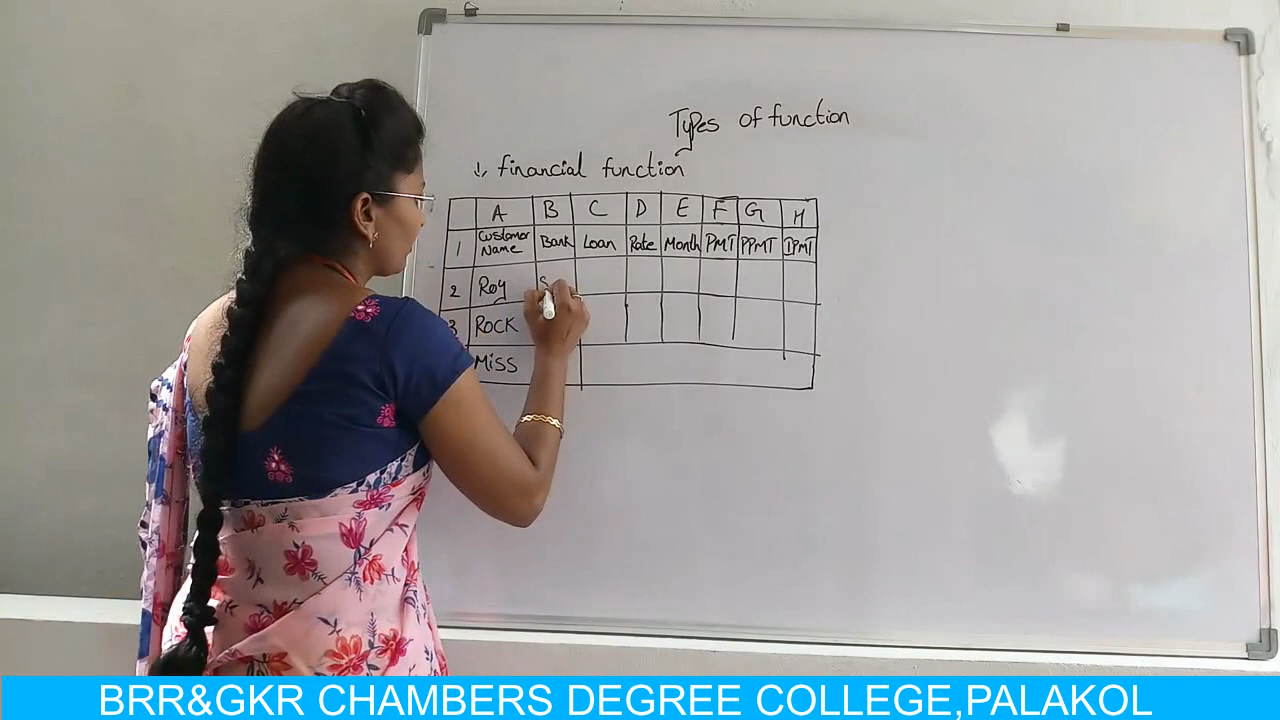 Types of function
1, financial function
A B C D E F G H
1 Customer Name Bank Loan Rate Month PMT PPMT IPMT
2 Roy S
3 ROCK
MISS
BRR&GKR CHAMBERS DEGREE COLLEGE,PALAKOL